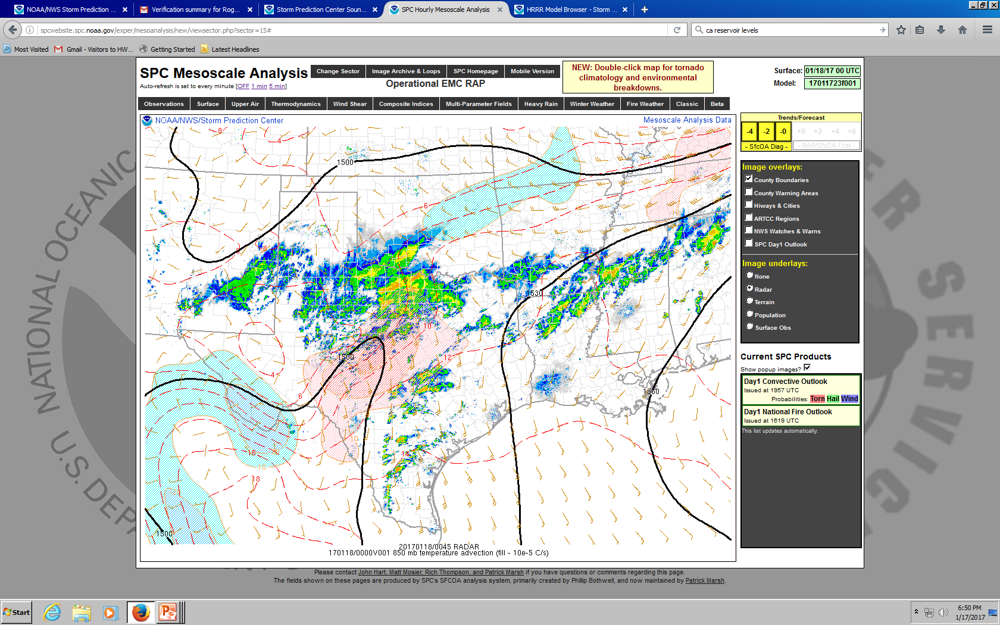 NOAA/NWS Storm Prediction ...
Verification summary for Rog...
Storm Prediction Center Soun...
SPC Hourly Mesoscale Analysis
HRRR Model Browser - Storm ...
spcwebsite.spc.noaa.gov/exper/mesoanalysis/new/viewsector.php?sector=15#
ca reservoir levels
Most Visited
Gmail - Visitors to HW...
Getting Started
Latest Headlines
SPC Mesoscale Analysis
Change Sector
Image Archive & Loops
SPC Homepage
Mobile Version
Auto-refresh is set to every minute [OFF 1 min 5 min]
Operational EMC RAP
NEW: Double-click map for tornado
climatology and environmental
breakdowns.
Surface: 01/18/17 00 UTC
Model: 17011723f001
Observations
Surface
Upper Air
Thermodynamics
Wind Shear
Composite Indices
Multi-Parameter Fields
Heavy Rain
Winter Weather
Fire Weather
Classic
Beta
NOAA/NWS/Storm Prediction Center
Mesoscale Analysis Data
Trends/Forecast
-4 -2 -0 +0 +2 +4 +6
- SfcOA Diag - - RAP/SfcOA Fcst -
Image overlays:
County Boundaries
County Warning Areas
Hiways & Cities
ARTCC Regions
NWS Watches & Warns
SPC Day1 Outlook
Image underlays:
None
Radar
Terrain
Population
Surface Obs
Current SPC Products
Show popup images?
Day1 Convective Outlook
Issued at 1957 UTC
Probabilities: Torn Hail Wind
Day1 National Fire Outlook
Issued at 1619 UTC
This list updates automatically.
8
4
1500
6
8
1530
10
1500
12
4
6
1560
10
16
18
1500
20170118/0045 RADAR
170118/0000V001 850 mb temperature advection (fill - 10e-5 C/s)
Please contact John Hart, Matt Mosier, Rich Thompson, and Patrick Marsh if you have questions or comments regarding this page.
The fields shown on these pages are produced by SPC's SFCOA analysis system, primarily created by Phillip Bothwell, and now maintained by Patrick Marsh.
NATIONAL OCEANIC
U.S. DEP
ER SERVIC
Start
6:50 PM
1/17/2017